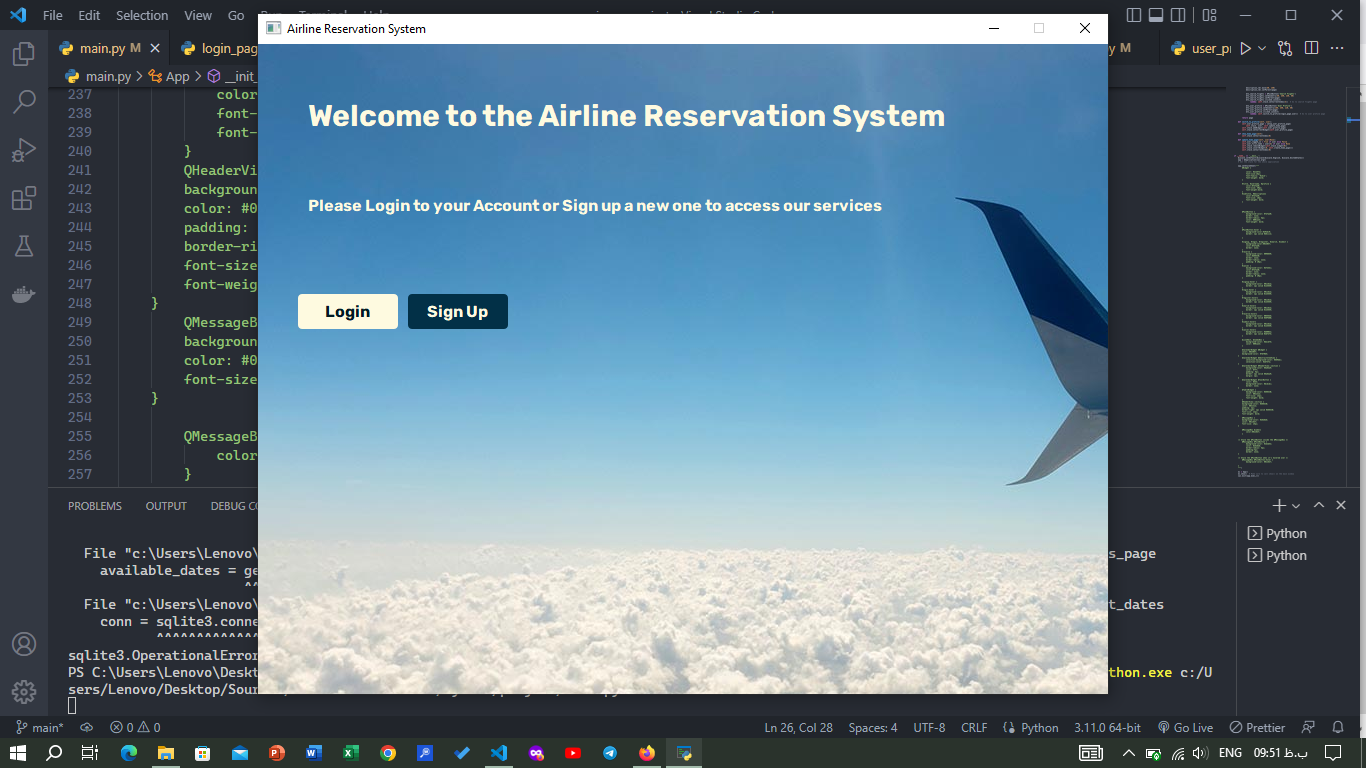 File Edit Selection View Go
Airline Reservation System
main.py M
login_pag
y M
user_pr
main.py > App > __init_
237 color
238 font-
239 font-
240 }
241 QHeaderVi
242 background
243 color: #0
244 padding:
245 border-ri
246 font-size
247 font-weig
248 }
249 QMessageB
250 background
251 color: #0
252 font-size
253 }
254
255 QMessageB
256 color
257 }
Welcome to the Airline Reservation System
Please Login to your Account or Sign up a new one to access our services
Login Sign Up
PROBLEMS OUTPUT DEBUG CO
File "c:\Users\Lenovo\ s_page
available_dates = ge
^^
File "c:\Users\Lenovo\ t_dates
conn = sqlite3.conne
^^^^^^^^^^^^^
sqlite3.OperationalError
PS C:\Users\Lenovo\Deskt thon.exe c:/U
sers/Lenovo/Desktop/Sour
Python
Python
main* 0 0 Ln 26, Col 28 Spaces: 4 UTF-8 CRLF Python 3.11.0 64-bit Go Live Prettier
ENG 09:51 ب.ظ